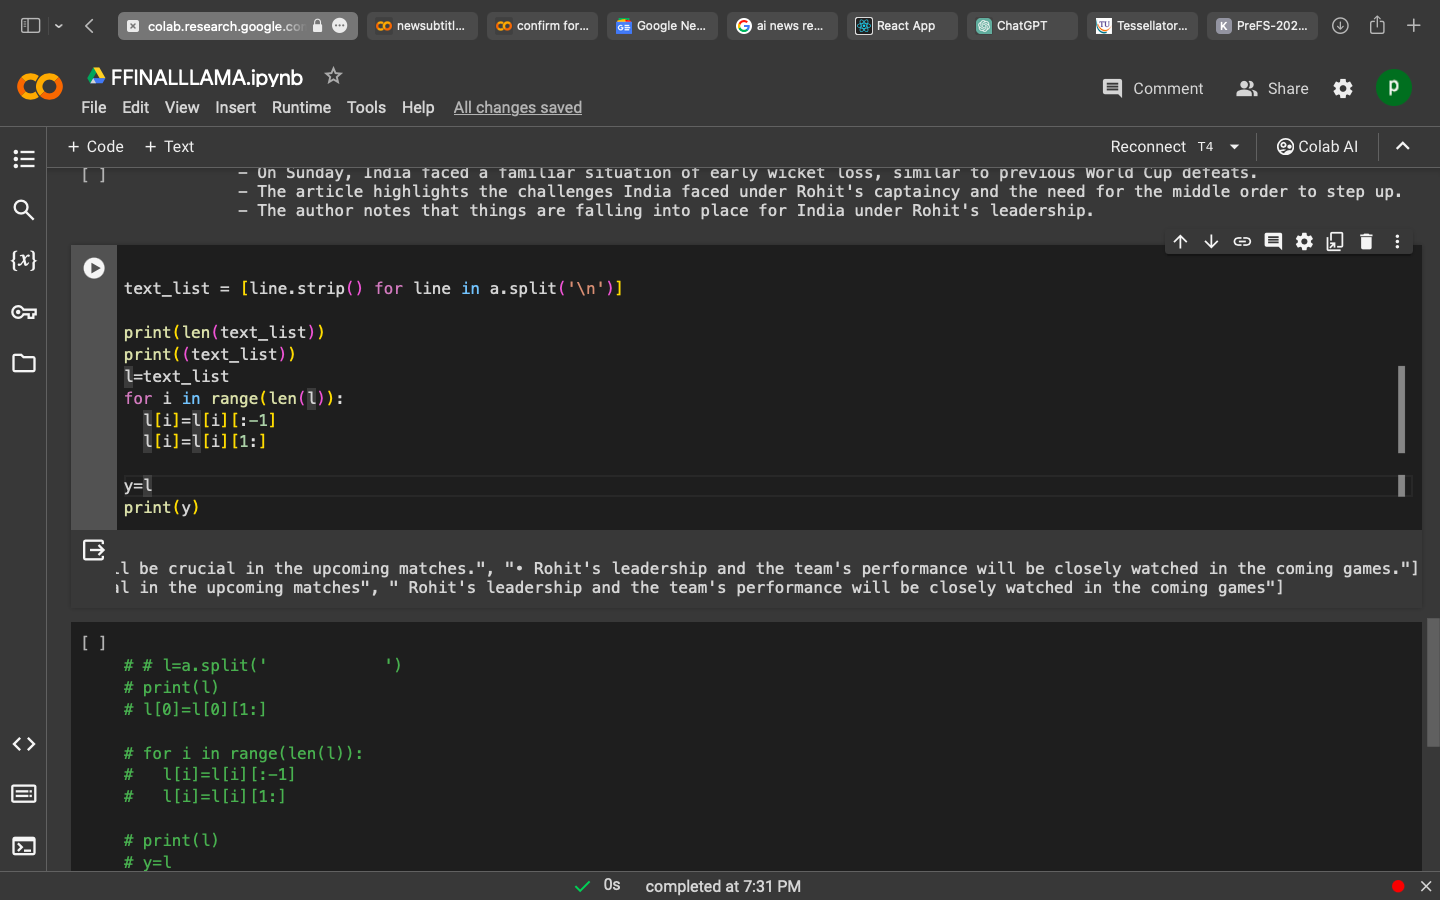 colab.research.google.co
newsubtitl...
confirm for...
Google Ne...
ai news re...
React App
ChatGPT
Tessellator...
PreFS-202...
FFINALLLAMA.ipynb
Comment
Share
p
File Edit View Insert Runtime Tools Help All changes saved
+ Code + Text
Reconnect T4
Colab AI
[ ]
- On Sunday, India faced a familiar situation of early wicket loss, similar to previous World Cup defeats.
- The article highlights the challenges India faced under Rohit's captaincy and the need for the middle order to step up.
- The author notes that things are falling into place for India under Rohit's leadership.
{x}
text_list = [line.strip() for line in a.split('\n')]
print(len(text_list))
print((text_list))
l=text_list
for i in range(len(l)):
  l[i]=l[i][:-1]
  l[i]=l[i][1:]
y=l
print(y)
ll be crucial in the upcoming matches.", "• Rohit's leadership and the team's performance will be closely watched in the coming games."]
al in the upcoming matches", " Rohit's leadership and the team's performance will be closely watched in the coming games"]
[ ]
# # l=a.split('            ')
# print(l)
# l[0]=l[0][1:]
# for i in range(len(l)):
#   l[i]=l[i][:-1]
#   l[i]=l[i][1:]
# print(l)
# y=l
0s completed at 7:31 PM